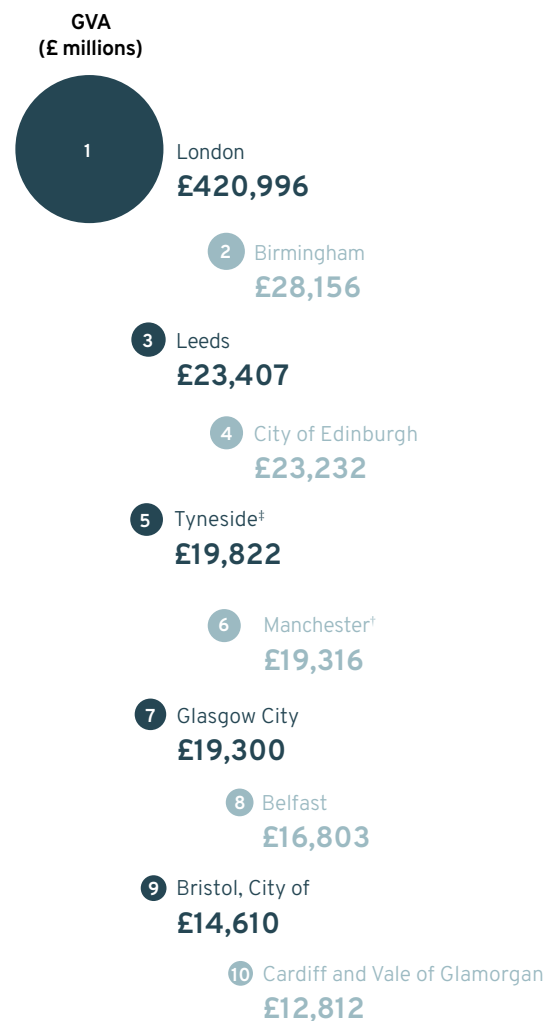 GVA
(£ millions)
1
London
£420,996
2
Birmingham
£28,156
3
Leeds
£23,407
4
City of Edinburgh
£23,232
5
Tyneside‡
£19,822
6
Manchester†
£19,316
7
Glasgow City
£19,300
8
Belfast
£16,803
9
Bristol, City of
£14,610
10
Cardiff and Vale of Glamorgan
£12,812